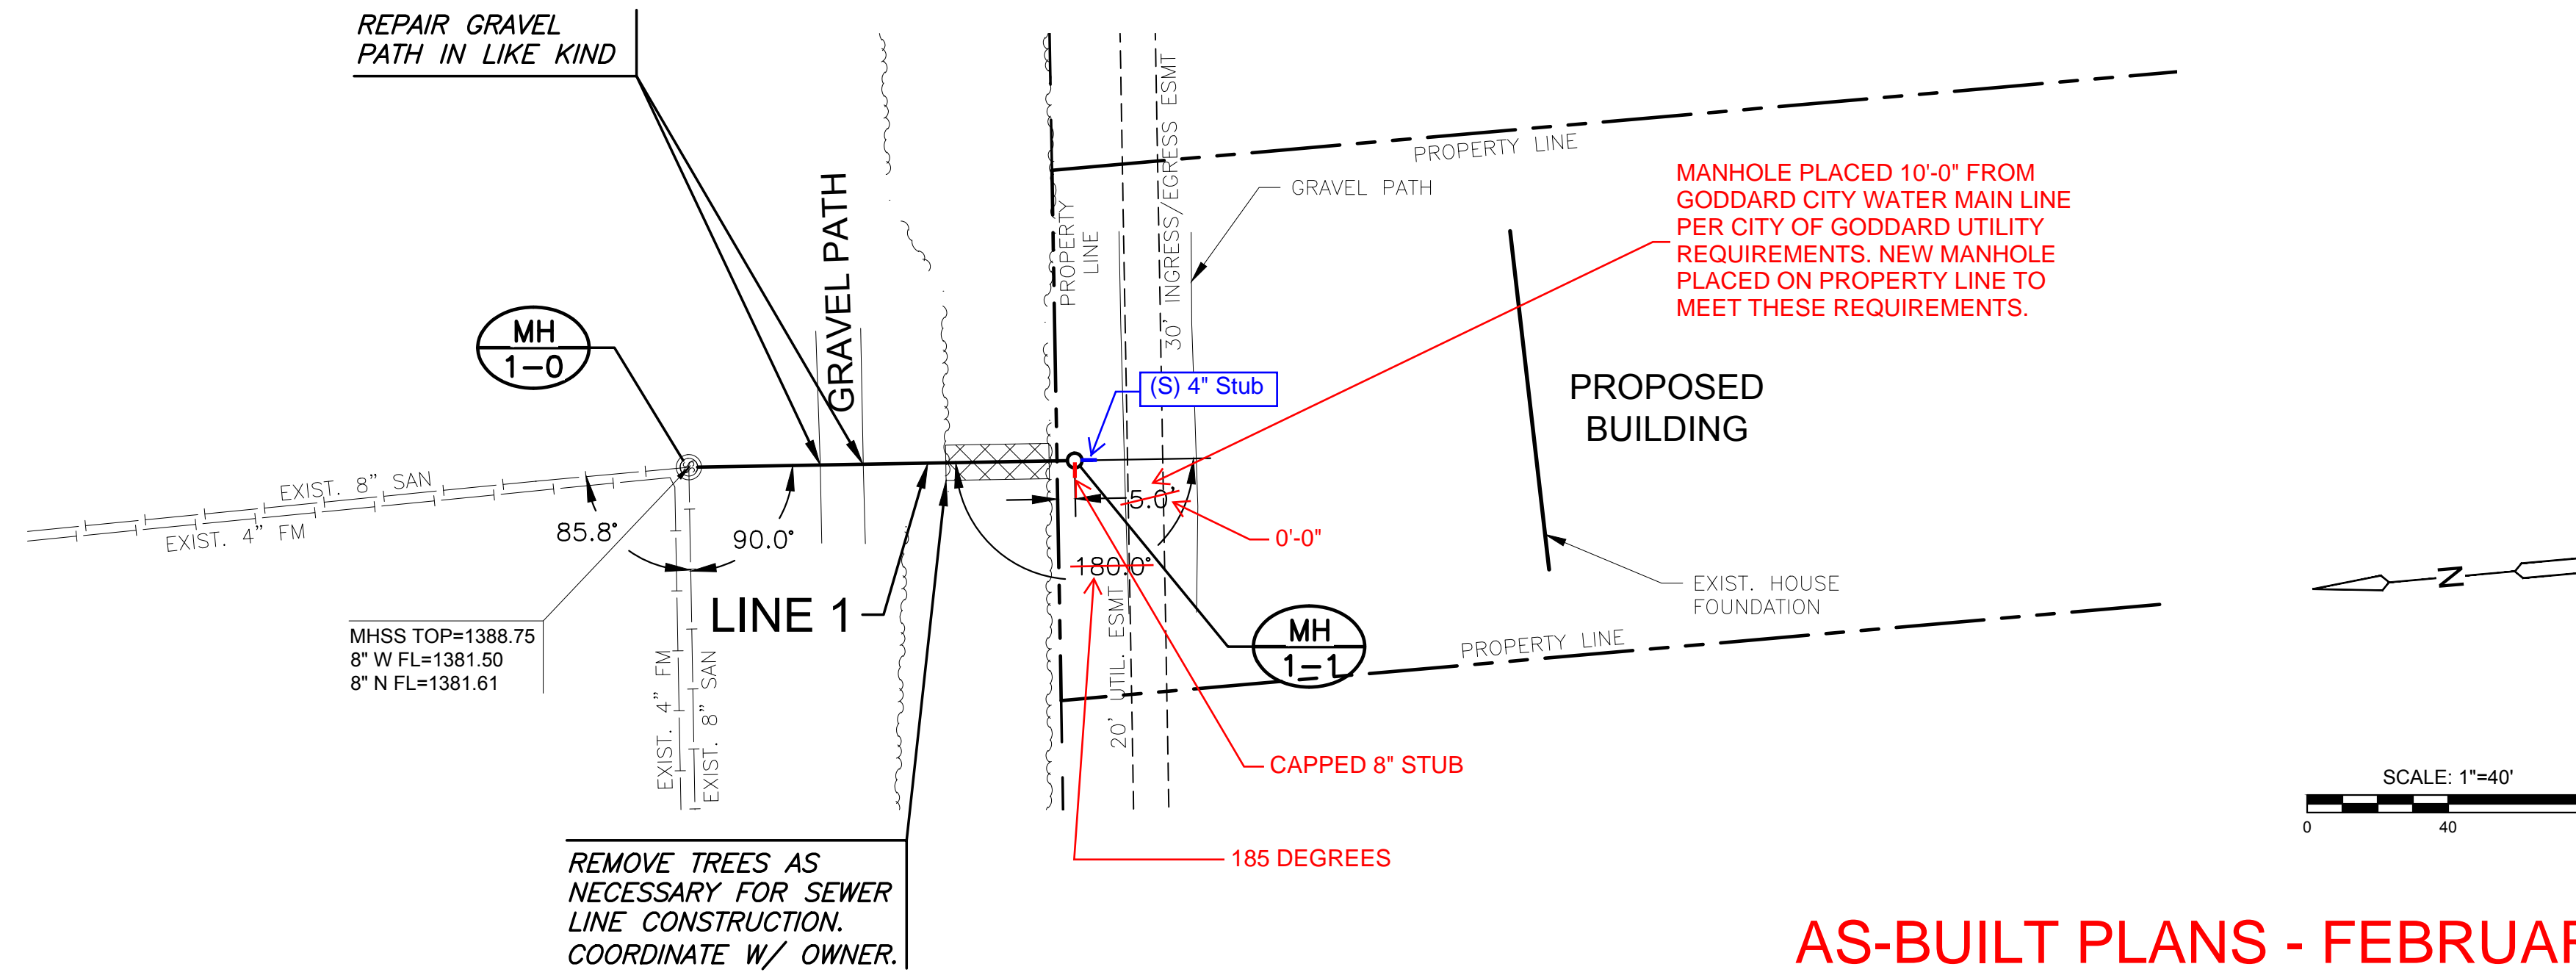 REPAIR GRAVEL
PATH IN LIKE KIND
GRAVEL PATH
PROPERTY
LINE
30' INGRESS/EGRESS ESMT
PROPERTY LINE
GRAVEL PATH
MANHOLE PLACED 10'-0" FROM
GODDARD CITY WATER MAIN LINE
PER CITY OF GODDARD UTILITY
REQUIREMENTS. NEW MANHOLE
PLACED ON PROPERTY LINE TO
MEET THESE REQUIREMENTS.
MH
1-0
(S) 4" Stub
PROPOSED
BUILDING
EXIST. 8" SAN
EXIST. 4" FM
85.8°
90.0°
5.0'
0'-0"
180.0°
LINE 1
MHSS TOP=1388.75
8" W FL=1381.50
8" N FL=1381.61
EXIST. 4" FM
EXIST. 8" SAN
20' UTIL. ESMT
MH
1-1
EXIST. HOUSE
FOUNDATION
PROPERTY LINE
N
CAPPED 8" STUB
185 DEGREES
SCALE: 1"=40'
0
40
REMOVE TREES AS
NECESSARY FOR SEWER
LINE CONSTRUCTION.
COORDINATE W/ OWNER.
AS-BUILT PLANS - FEBRUAR